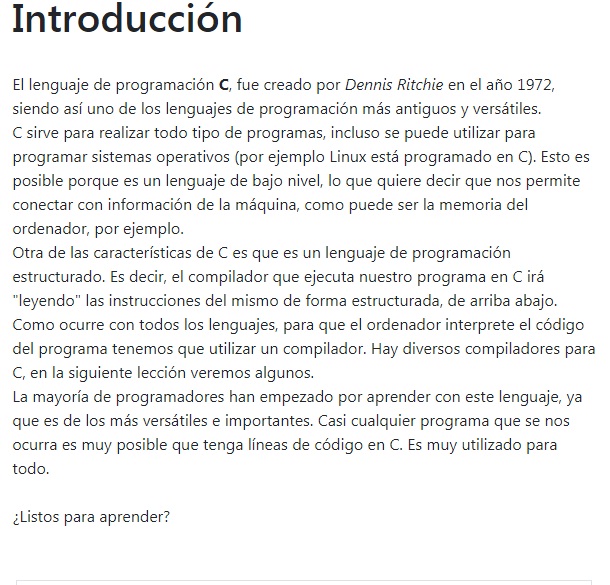 Introducción
El lenguaje de programación C, fue creado por Dennis Ritchie en el año 1972,
siendo así uno de los lenguajes de programación más antiguos y versátiles.
C sirve para realizar todo tipo de programas, incluso se puede utilizar para
programar sistemas operativos (por ejemplo Linux está programado en C). Esto es
posible porque es un lenguaje de bajo nivel, lo que quiere decir que nos permite
conectar con información de la máquina, como puede ser la memoria del
ordenador, por ejemplo.
Otra de las características de C es que es un lenguaje de programación
estructurado. Es decir, el compilador que ejecuta nuestro programa en C irá
"leyendo" las instrucciones del mismo de forma estructurada, de arriba abajo.
Como ocurre con todos los lenguajes, para que el ordenador interprete el código
del programa tenemos que utilizar un compilador. Hay diversos compiladores para
C, en la siguiente lección veremos algunos.
La mayoría de programadores han empezado por aprender con este lenguaje, ya
que es de los más versátiles e importantes. Casi cualquier programa que se nos
ocurra es muy posible que tenga líneas de código en C. Es muy utilizado para
todo.
¿Listos para aprender?